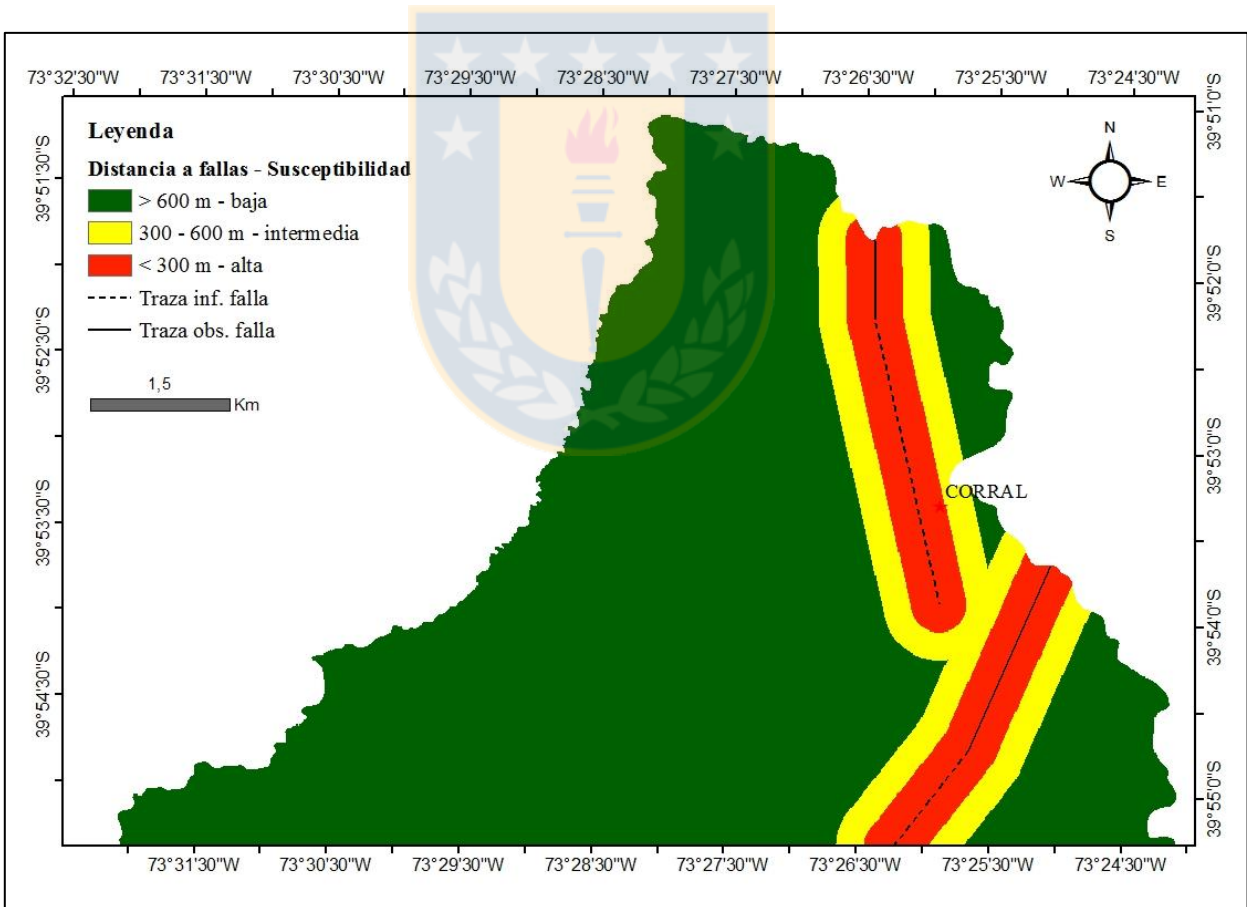 73°32'30"W 73°31'30"W 73°30'30"W 73°29'30"W 73°28'30"W 73°27'30"W 73°26'30"W 73°25'30"W 73°24'30"W
39°51'0"S
39°51'30"S
39°52'0"S
39°52'30"S
39°53'0"S
39°53'30"S
39°54'0"S
39°54'30"S
39°55'0"S
Leyenda
Distancia a fallas - Susceptibilidad
> 600 m - baja
300 - 600 m - intermedia
< 300 m - alta
Traza inf. falla
Traza obs. falla
1,5
Km
N
W E
S
CORRAL
73°31'30"W 73°30'30"W 73°29'30"W 73°28'30"W 73°27'30"W 73°26'30"W 73°25'30"W 73°24'30"W